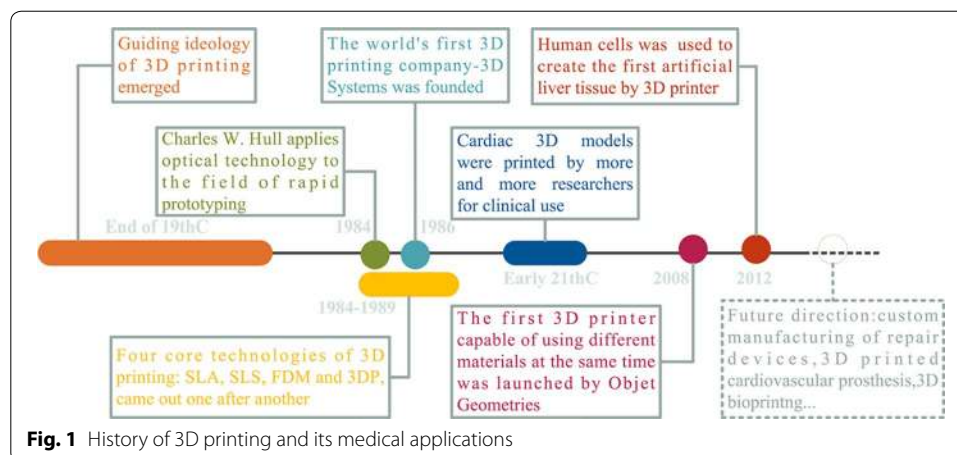 Guiding ideology
of 3D printing
emerged
The world's first 3D
printing company-3D
Systems was founded
Human cells was used to
create the first artificial
liver tissue by 3D printer
Charles W. Hull applies
optical technology to
the field of rapid
prototyping
Cardiac 3D models
were printed by more
and more researchers
for clinical use
End of 19thC
1984
1986
Early 21thC
2008
2012
1984-1989
Four core technologies of 3D
printing: SLA, SLS, FDM and 3DP,
came out one after another
The first 3D printer
capable of using different
materials at the same time
was launched by Objet
Geometries
Future direction:custom
manufacturing of repair
devices,3D printed
cardiovascular prosthesis,3D
bioprintng...
Fig. 1 History of 3D printing and its medical applications